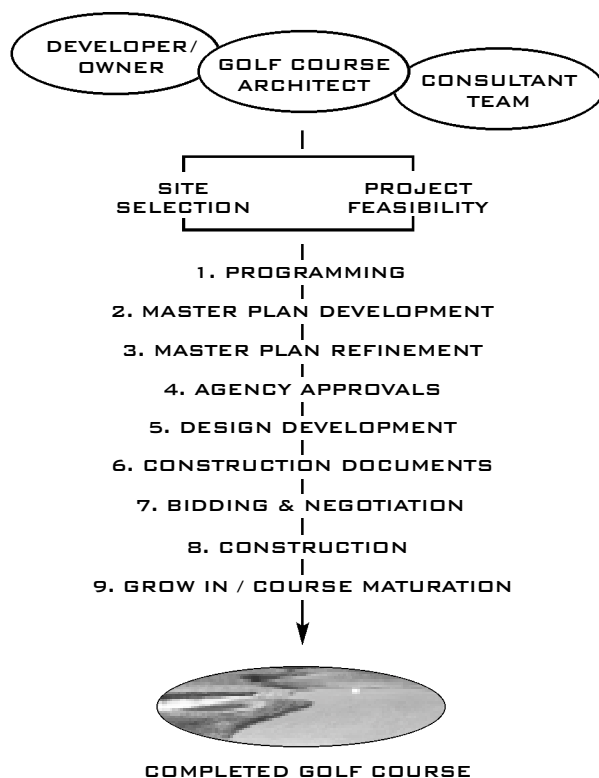 DEVELOPER/
OWNER
GOLF COURSE
ARCHITECT
CONSULTANT
TEAM
SITE
SELECTION
PROJECT
FEASIBILITY
1. PROGRAMMING
2. MASTER PLAN DEVELOPMENT
3. MASTER PLAN REFINEMENT
4. AGENCY APPROVALS
5. DESIGN DEVELOPMENT
6. CONSTRUCTION DOCUMENTS
7. BIDDING & NEGOTIATION
8. CONSTRUCTION
9. GROW IN / COURSE MATURATION
COMPLETED GOLF COURSE